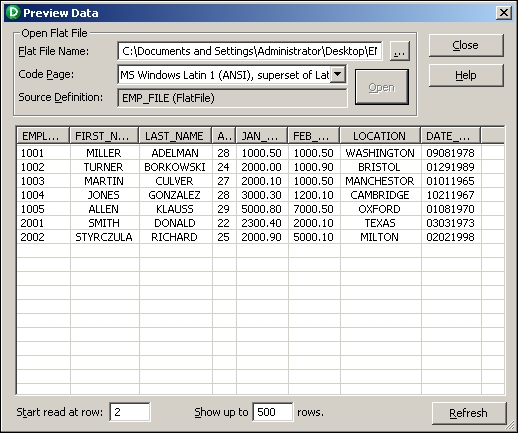 Preview Data
Open Flat File
Flat File Name: C:\Documents and Settings\Administrator\Desktop\EM ... Close
Code Page: MS Windows Latin 1 (ANSI), superset of Lat Open Help
Source Definition: EMP_FILE (FlatFile)
EMPL... FIRST_N... LAST_NAME A... JAN_... FEB_... LOCATION DATE_...
1001 MILLER ADELMAN 28 1000.50 1000.50 WASHINGTON 09081978
1002 TURNER BORKOWSKI 24 2000.00 1000.90 BRISTOL 01291989
1003 MARTIN CULVER 27 2000.10 1000.50 MANCHESTOR 01011965
1004 JONES GONZALEZ 28 3000.30 1200.10 CAMBRIDGE 10211967
1005 ALLEN KLAUSS 29 5000.80 7000.50 OXFORD 01081970
2001 SMITH DONALD 22 2300.40 2000.10 TEXAS 03031973
2002 STYRCZULA RICHARD 25 2000.90 5000.10 MILTON 02021998
Start read at row: 2 Show up to 500 rows. Refresh